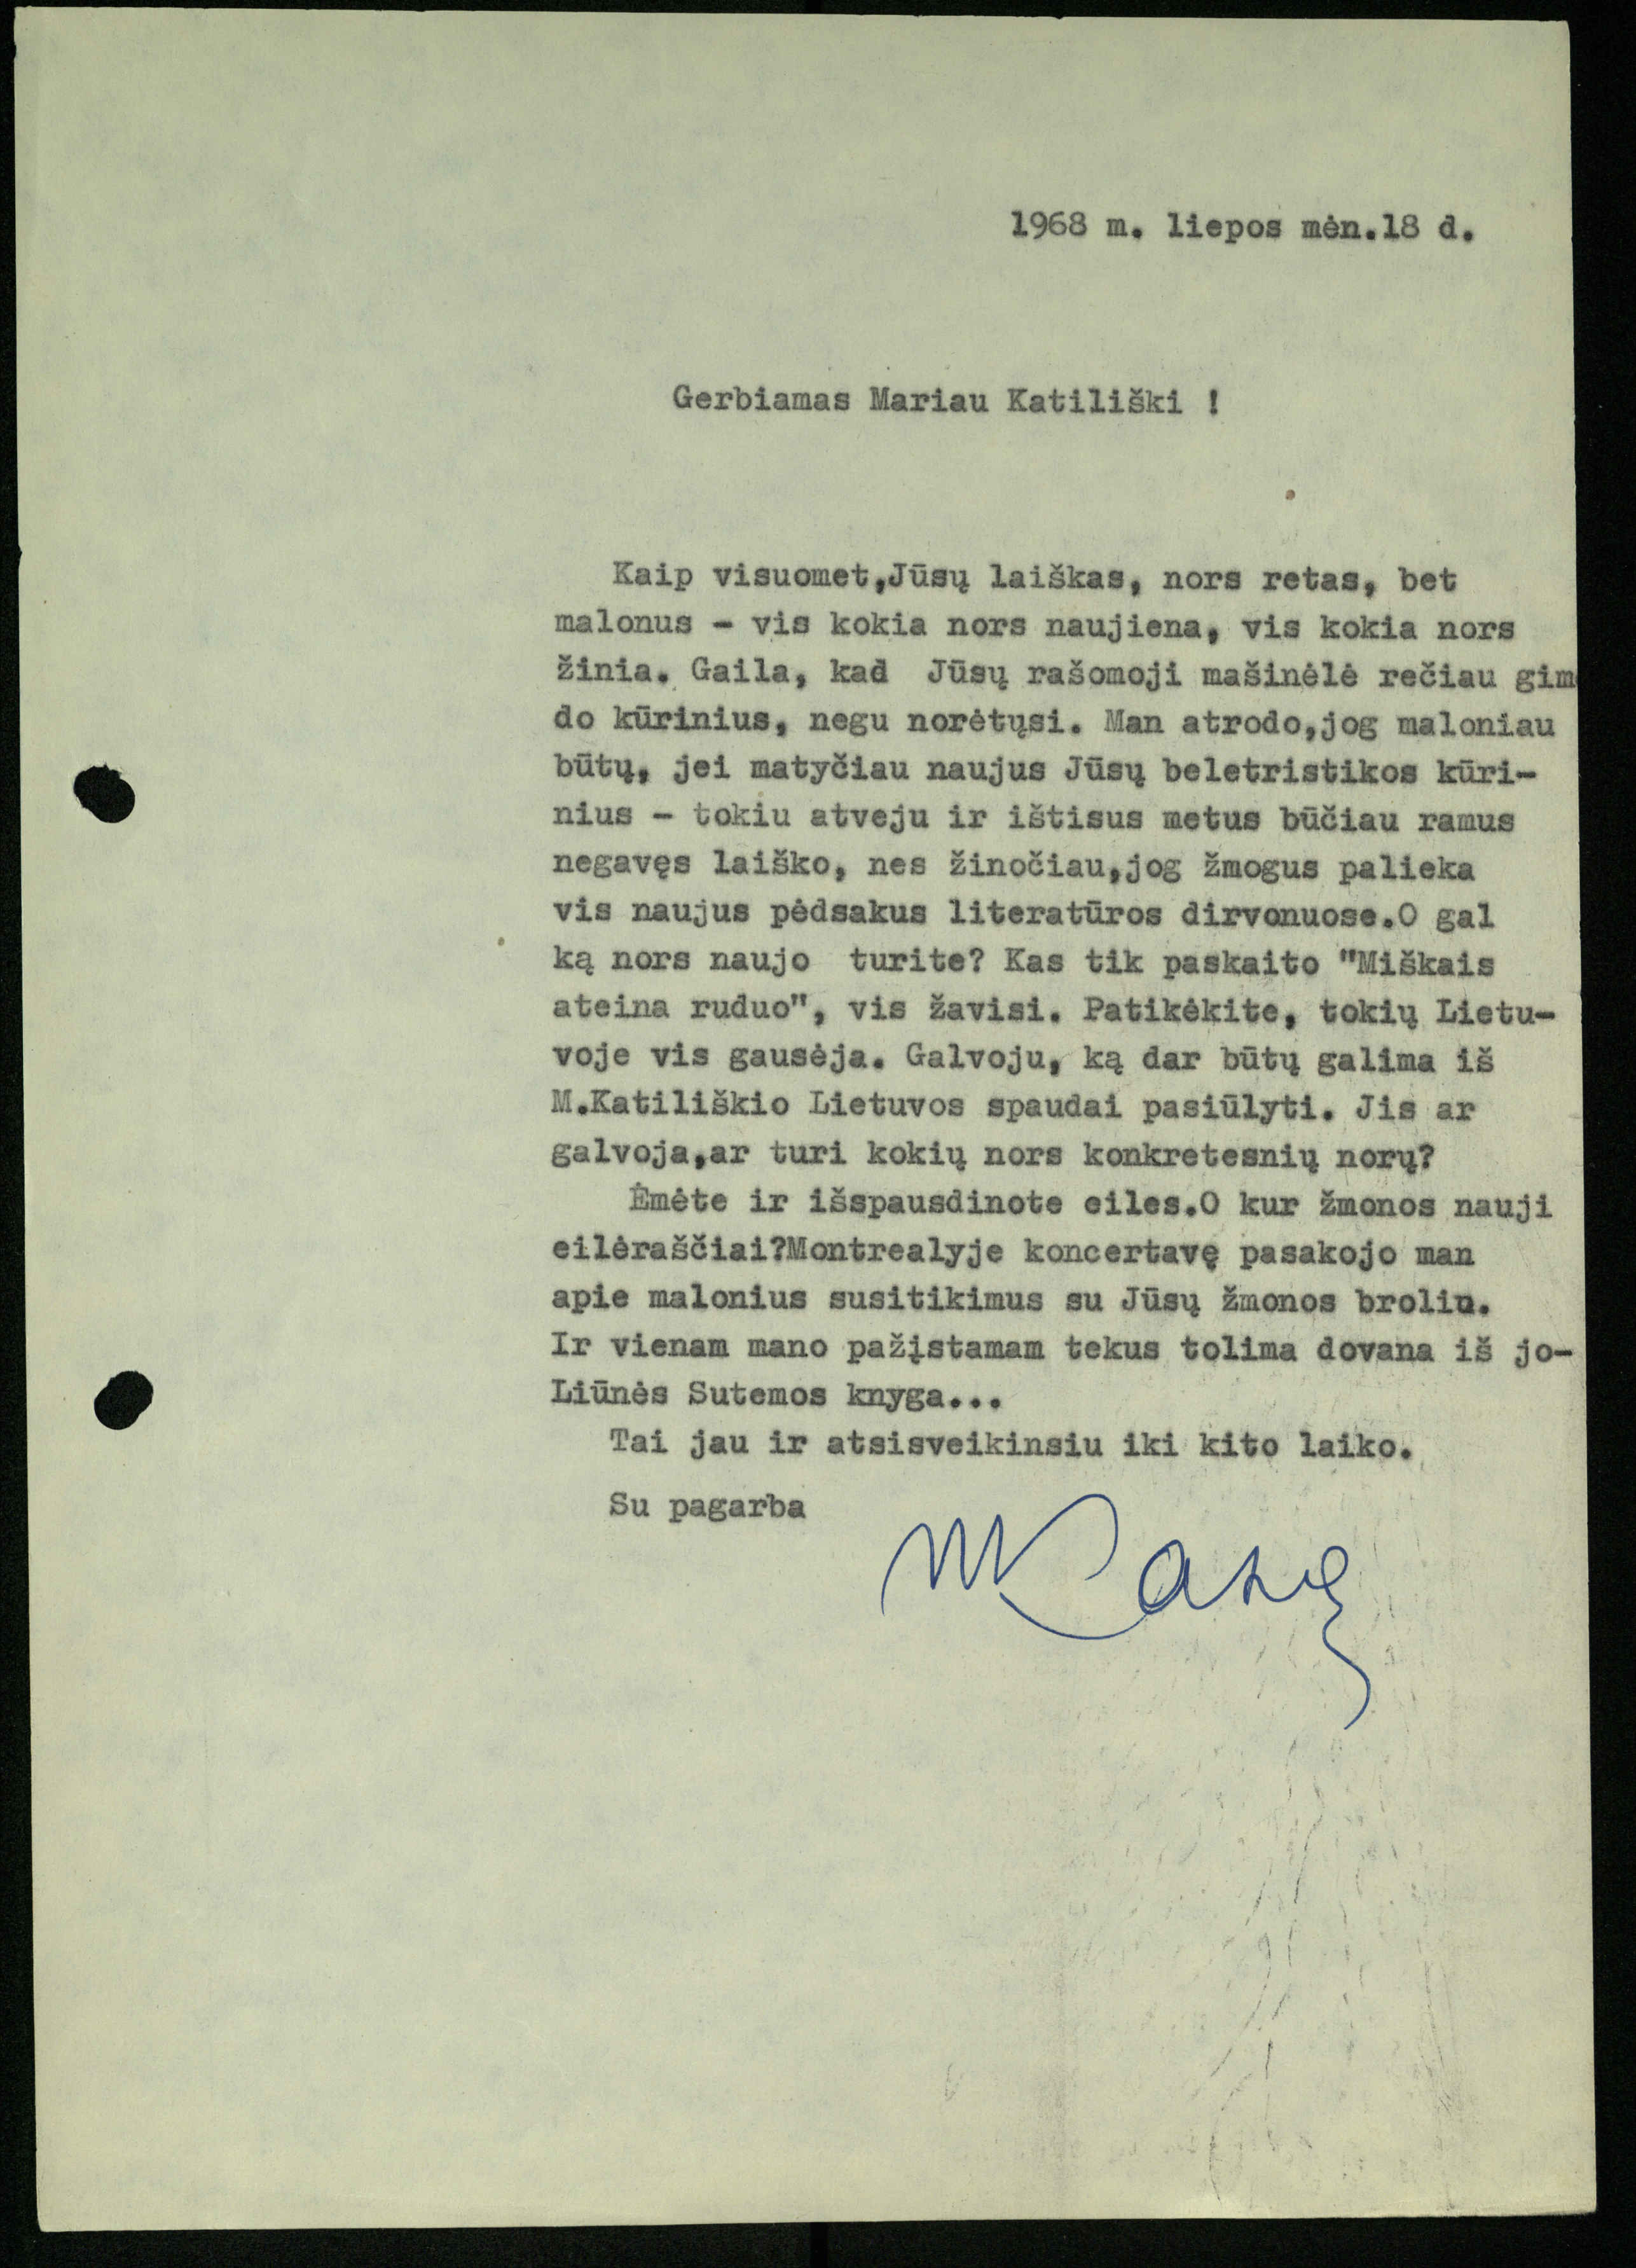 1968 m. liepos mėn.18 d.
Gerbiamas Mariau Katiliški !
Kaip visuomet,Jūsų laiškas, nors retas, bet
malonus - vis kokia nors naujiena, vis kokia nors
žinia. Gaila, kad Jūsų rašomoji mašinėlė rečiau gim
do kūrinius, negu norėtųsi. Man atrodo,jog maloniau
būtų, jei matyčiau naujus Jūsų beletristikos kūri-
nius - tokiu atveju ir ištisus metus būčiau ramus
negavęs laiško, nes žinočiau,jog žmogus palieka
vis naujus pėdsakus literatūros dirvonuose.O gal
ką nors naujo turite? Kas tik paskaito "Miškais
ateina ruduo", vis žavisi. Patikėkite, tokių Lietu-
voje vis gausėja. Galvoju, ką dar būtų galima iš
M.Katiliškio Lietuvos spaudai pasiūlyti. Jis ar
galvoja,ar turi kokių nors konkretesnių norų?
Ėmėte ir išspausdinote eiles.O kur žmonos nauji
eilėraščiai?Montrealyje koncertavę pasakojo man
apie malonius susitikimus su Jūsų žmonos broliu.
Ir vienam mano pažįstamam tekus tolima dovana iš jo-
Liūnės Sutemos knyga...
Tai jau ir atsisveikinsiu iki kito laiko.
Su pagarba